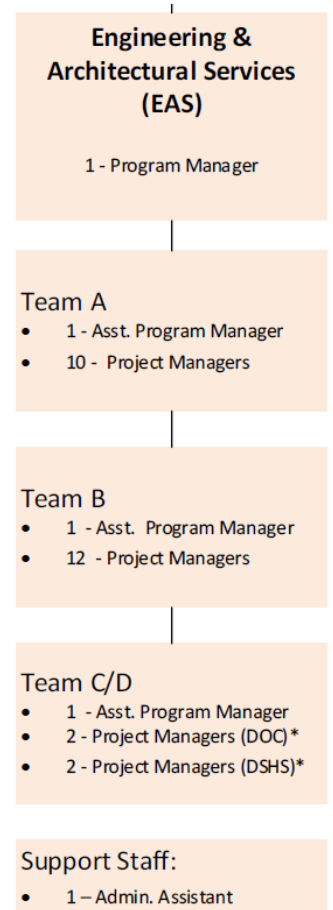 Engineering &
Architectural Services
(EAS)
1 - Program Manager
Team A
• 1 - Asst. Program Manager
• 10 - Project Managers
Team B
• 1 - Asst. Program Manager
• 12 - Project Managers
Team C/D
• 1 - Asst. Program Manager
• 2 - Project Managers (DOC)*
• 2 - Project Managers (DSHS)*
Support Staff:
• 1 – Admin. Assistant